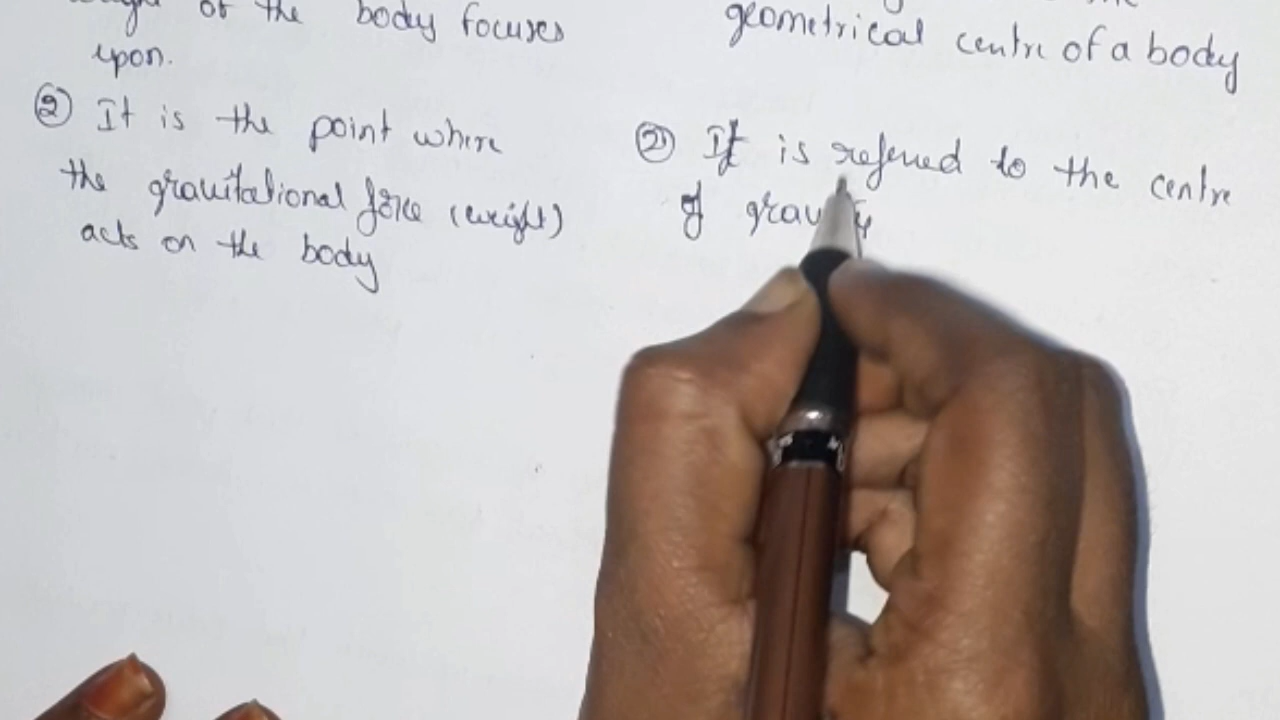 of the body focuses
upon.
② It is the point where
the gravitational force (weight)
acts on the body
geometrical centre of a body
② It is referred to the centre
of gravity